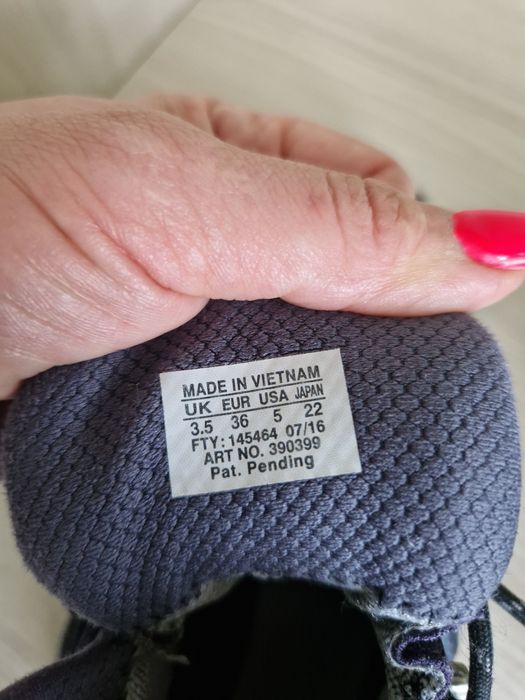 MADE IN VIETNAM
UK EUR USA JAPAN
3.5 36 5 22
FTY: 145464 07/16
ART NO. 390399
Pat. Pending